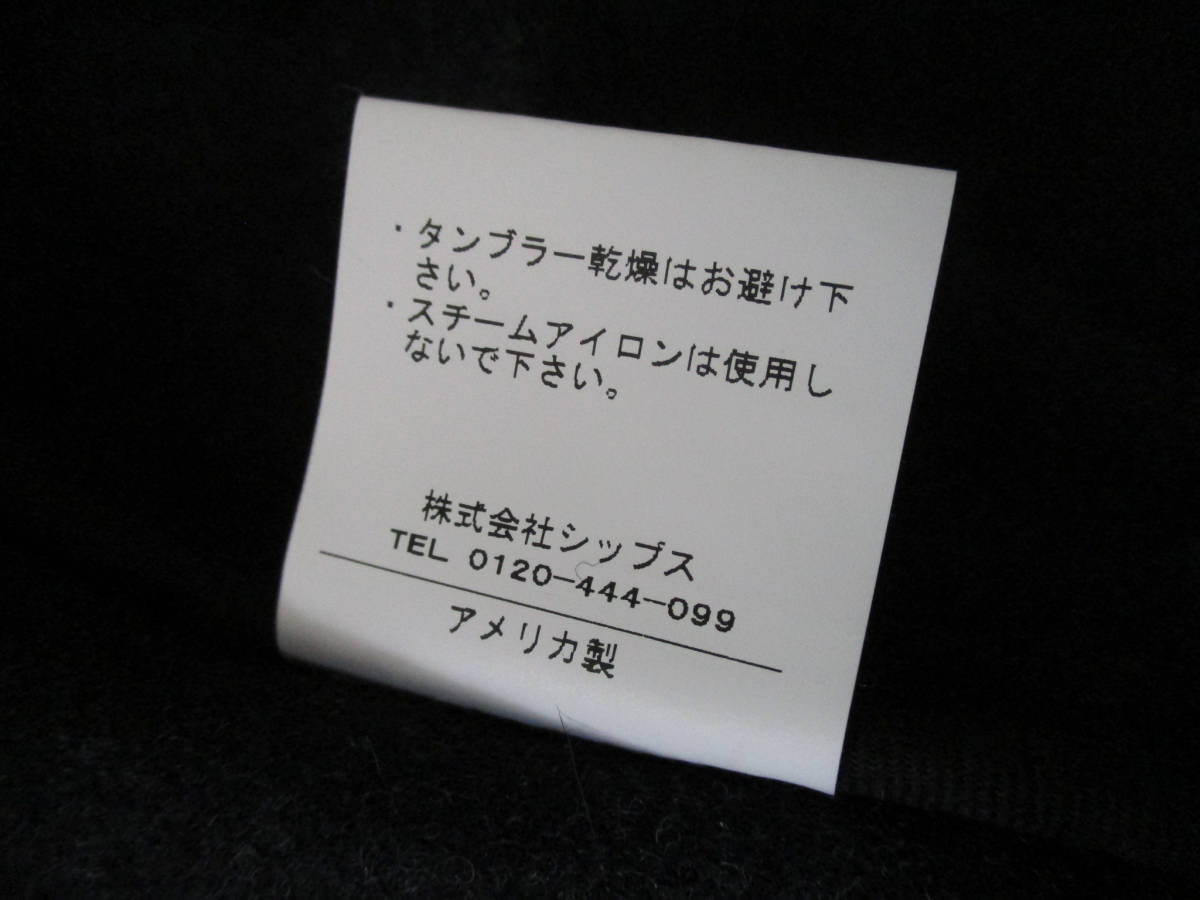 ・タンブラー乾燥はお避け下
さい。
・スチームアイロンは使用し
ないで下さい。
株式会社シップス
TEL 0120-444-099
アメリカ製